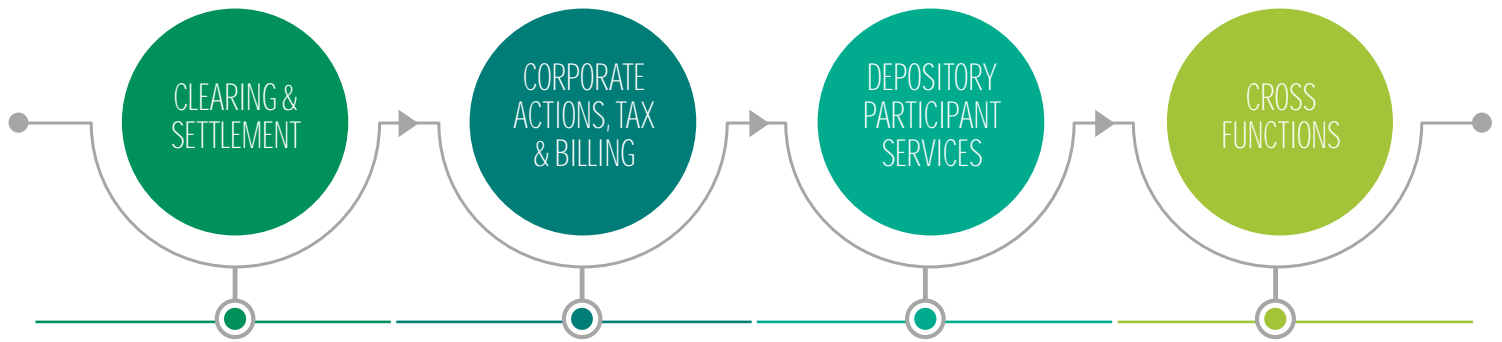 CLEARING &
SETTLEMENT
CORPORATE
ACTIONS, TAX
& BILLING
DEPOSITORY
PARTICIPANT
SERVICES
CROSS
FUNCTIONS